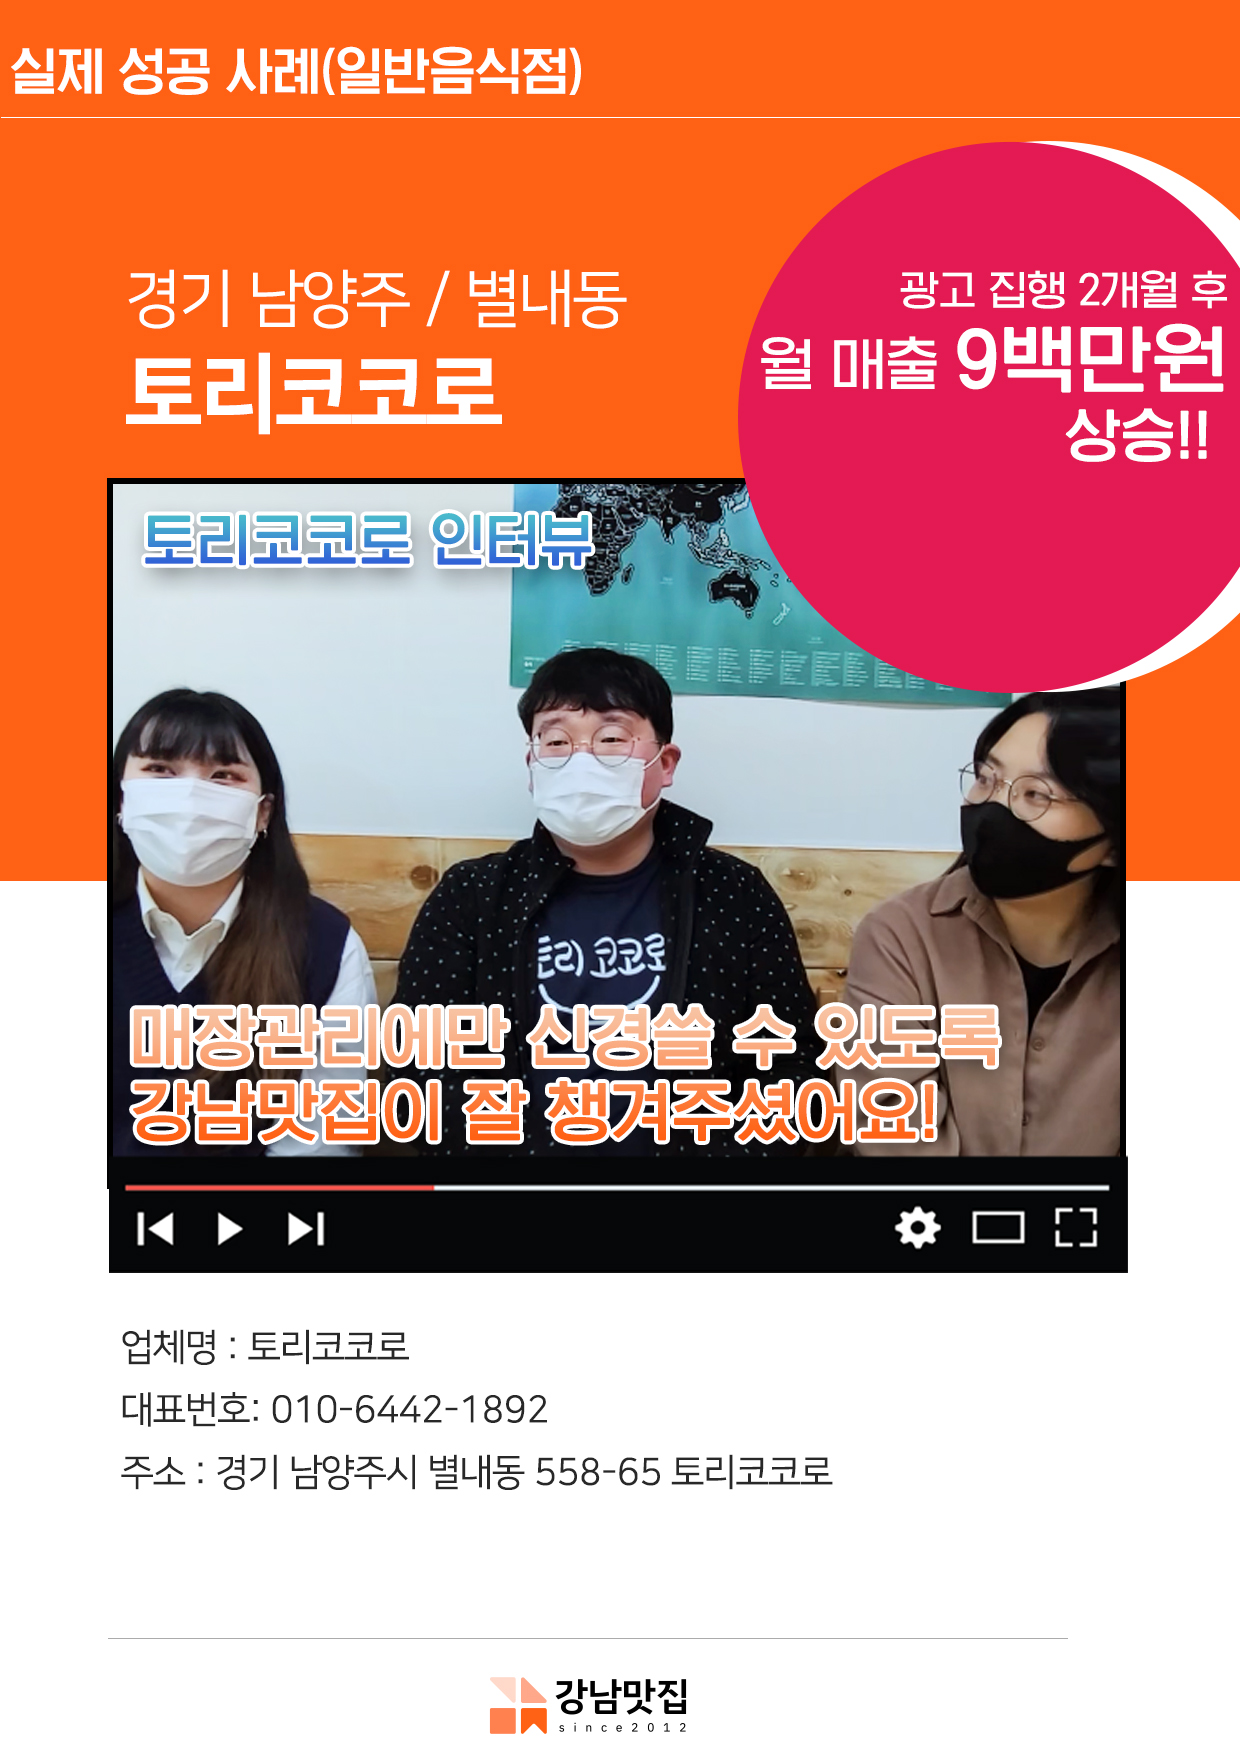 실제 성공 사례(일반음식점)
경기 남양주 / 별내동
토리코코로
광고 집행 2개월 후
월 매출 9백만원
상승!!
토리코코로 인터뷰
토리 코코로
매장관리에만 신경쓸 수 있도록
강남맛집이 잘 챙겨주셨어요!
업체명 : 토리코코로
대표번호: 010-6442-1892
주소 : 경기 남양주시 별내동 558-65 토리코코로
강남맛집
since2012